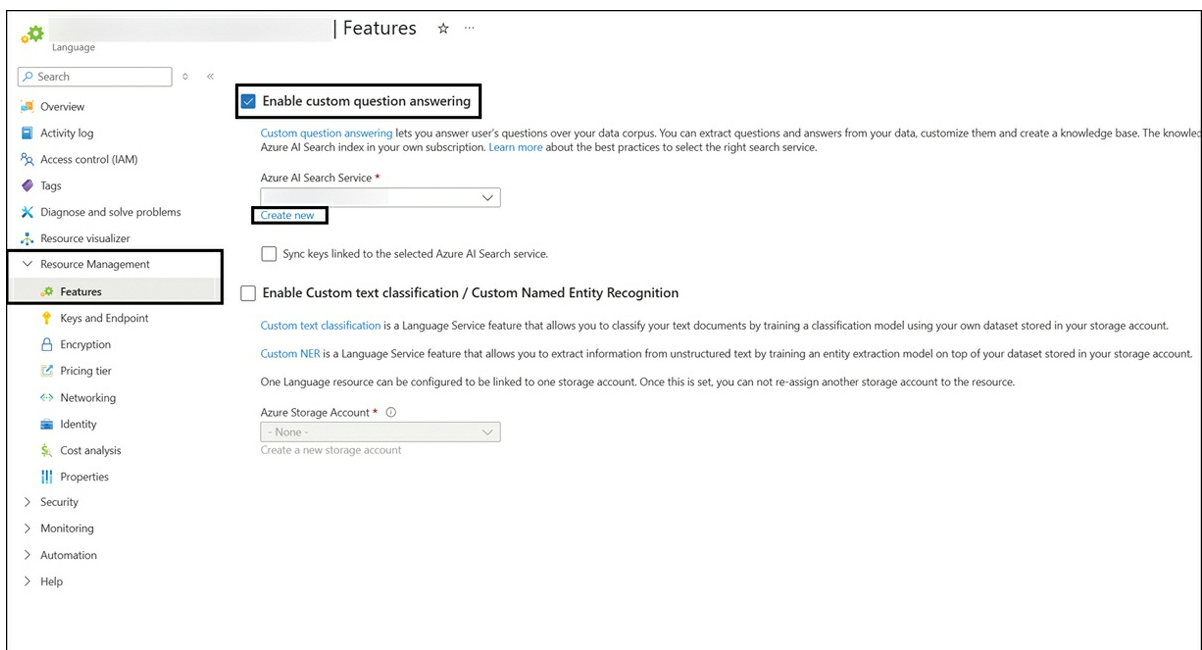 | Features
Language
Search
Overview
Activity log
Access control (IAM)
Tags
Diagnose and solve problems
Resource visualizer
Resource Management
Features
Keys and Endpoint
Encryption
Pricing tier
Networking
Identity
Cost analysis
Properties
Security
Monitoring
Automation
Help
Enable custom question answering
Custom question answering lets you answer user's questions over your data corpus. You can extract questions and answers from your data, customize them and create a knowledge base. The knowled
Azure AI Search index in your own subscription. Learn more about the best practices to select the right search service.
Azure AI Search Service *
Create new
Sync keys linked to the selected Azure AI Search service.
Enable Custom text classification / Custom Named Entity Recognition
Custom text classification is a Language Service feature that allows you to classify your text documents by training a classification model using your own dataset stored in your storage account.
Custom NER is a Language Service feature that allows you to extract information from unstructured text by training an entity extraction model on top of your dataset stored in your storage account.
One Language resource can be configured to be linked to one storage account. Once this is set, you can not re-assign another storage account to the resource.
Azure Storage Account *
- None -
Create a new storage account